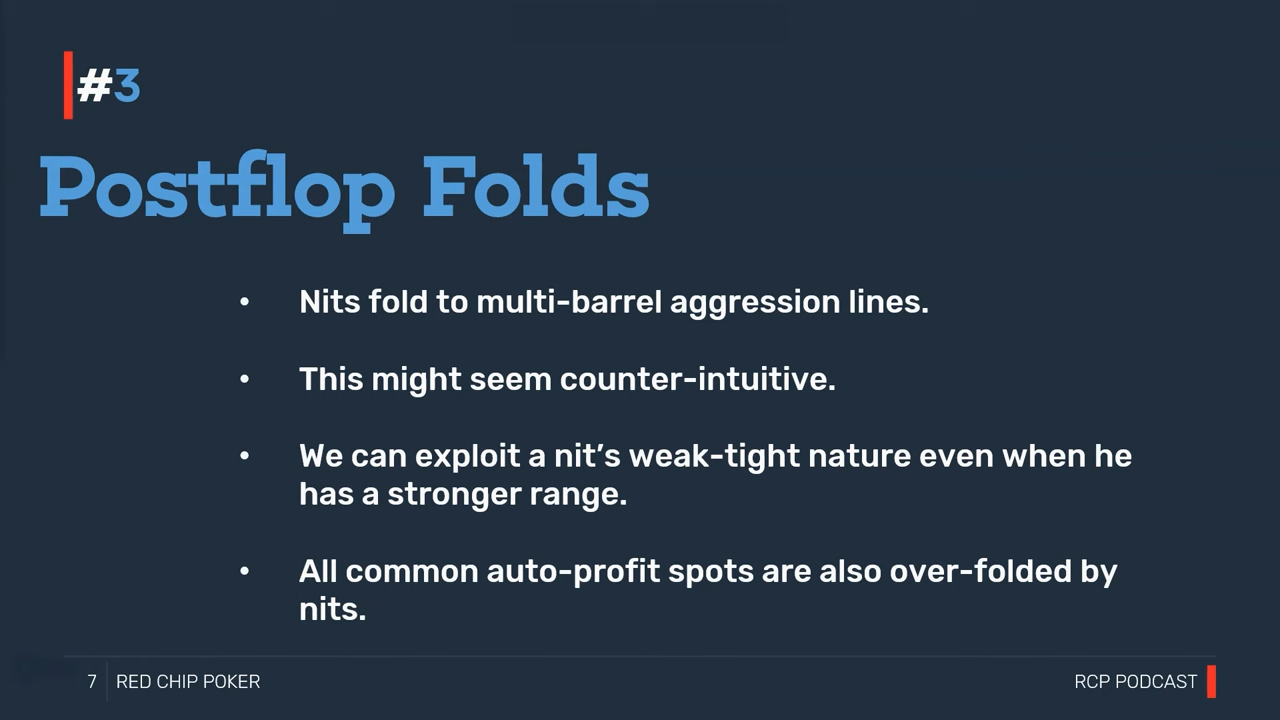 #3
Postflop Folds
• Nits fold to multi-barrel aggression lines.
• This might seem counter-intuitive.
• We can exploit a nit’s weak-tight nature even when he
has a stronger range.
• All common auto-profit spots are also over-folded by
nits.
7 RED CHIP POKER
RCP PODCAST